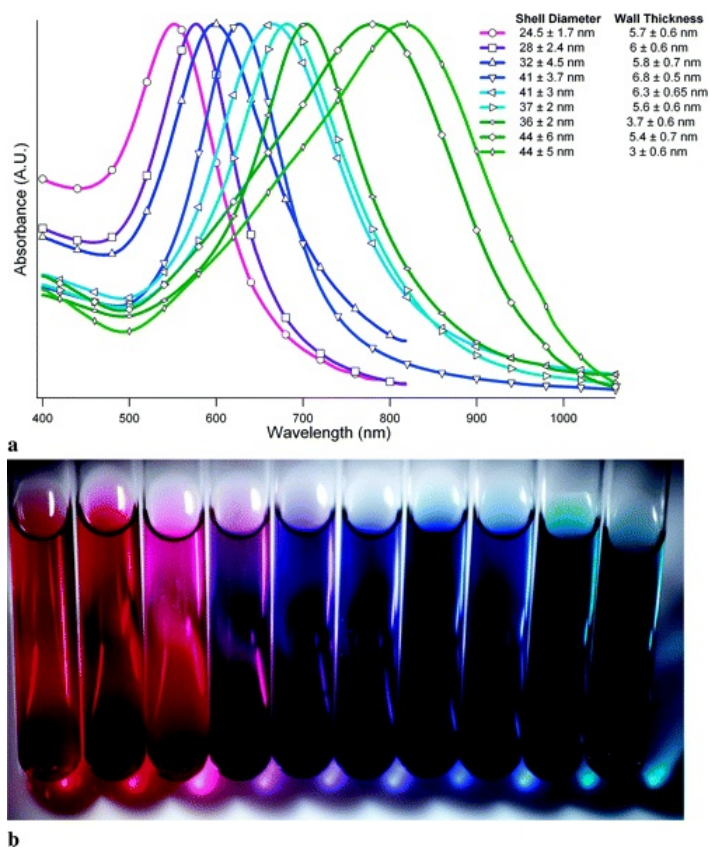 Shell Diameter Wall Thickness
24.5 ± 1.7 nm 5.7 ± 0.6 nm
28 ± 2.4 nm 6 ± 0.6 nm
32 ± 4.5 nm 5.8 ± 0.7 nm
41 ± 3.7 nm 6.8 ± 0.5 nm
41 ± 3 nm 6.3 ± 0.65 nm
37 ± 2 nm 5.6 ± 0.6 nm
36 ± 2 nm 3.7 ± 0.6 nm
44 ± 6 nm 5.4 ± 0.7 nm
44 ± 5 nm 3 ± 0.6 nm
Absorbance (A.U.)
400 500 600 700 800 900 1000
Wavelength (nm)
a
b